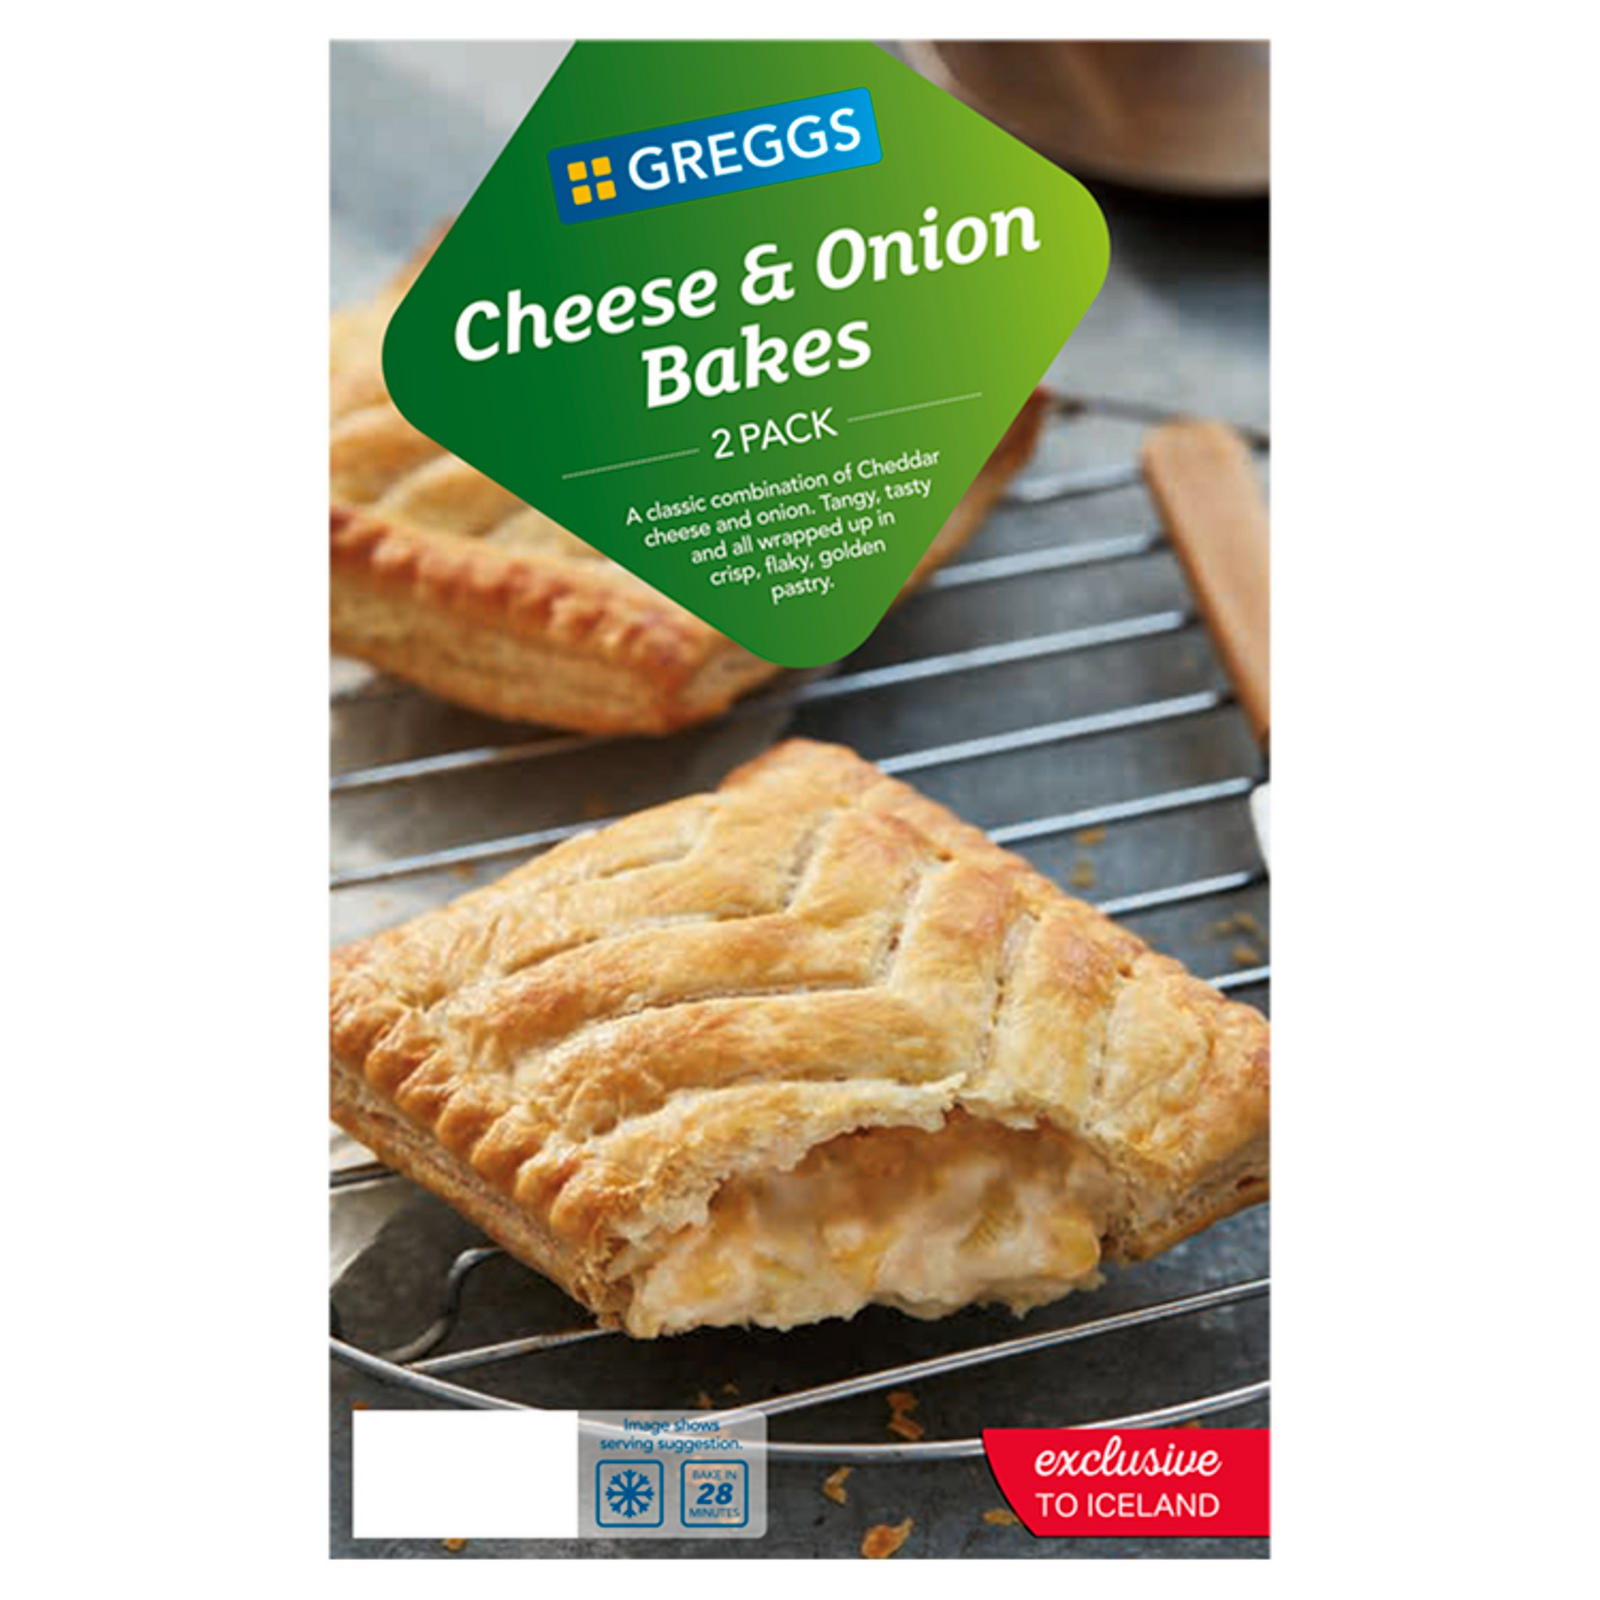 GREGGS
Cheese & Onion
Bakes
2 PACK
A classic combination of Cheddar
cheese and onion. Tangy, tasty
and all wrapped up in
crisp, flaky, golden
pastry.
Image shows
serving suggestion.
BAKE IN
28
MINUTES
exclusive
TO ICELAND